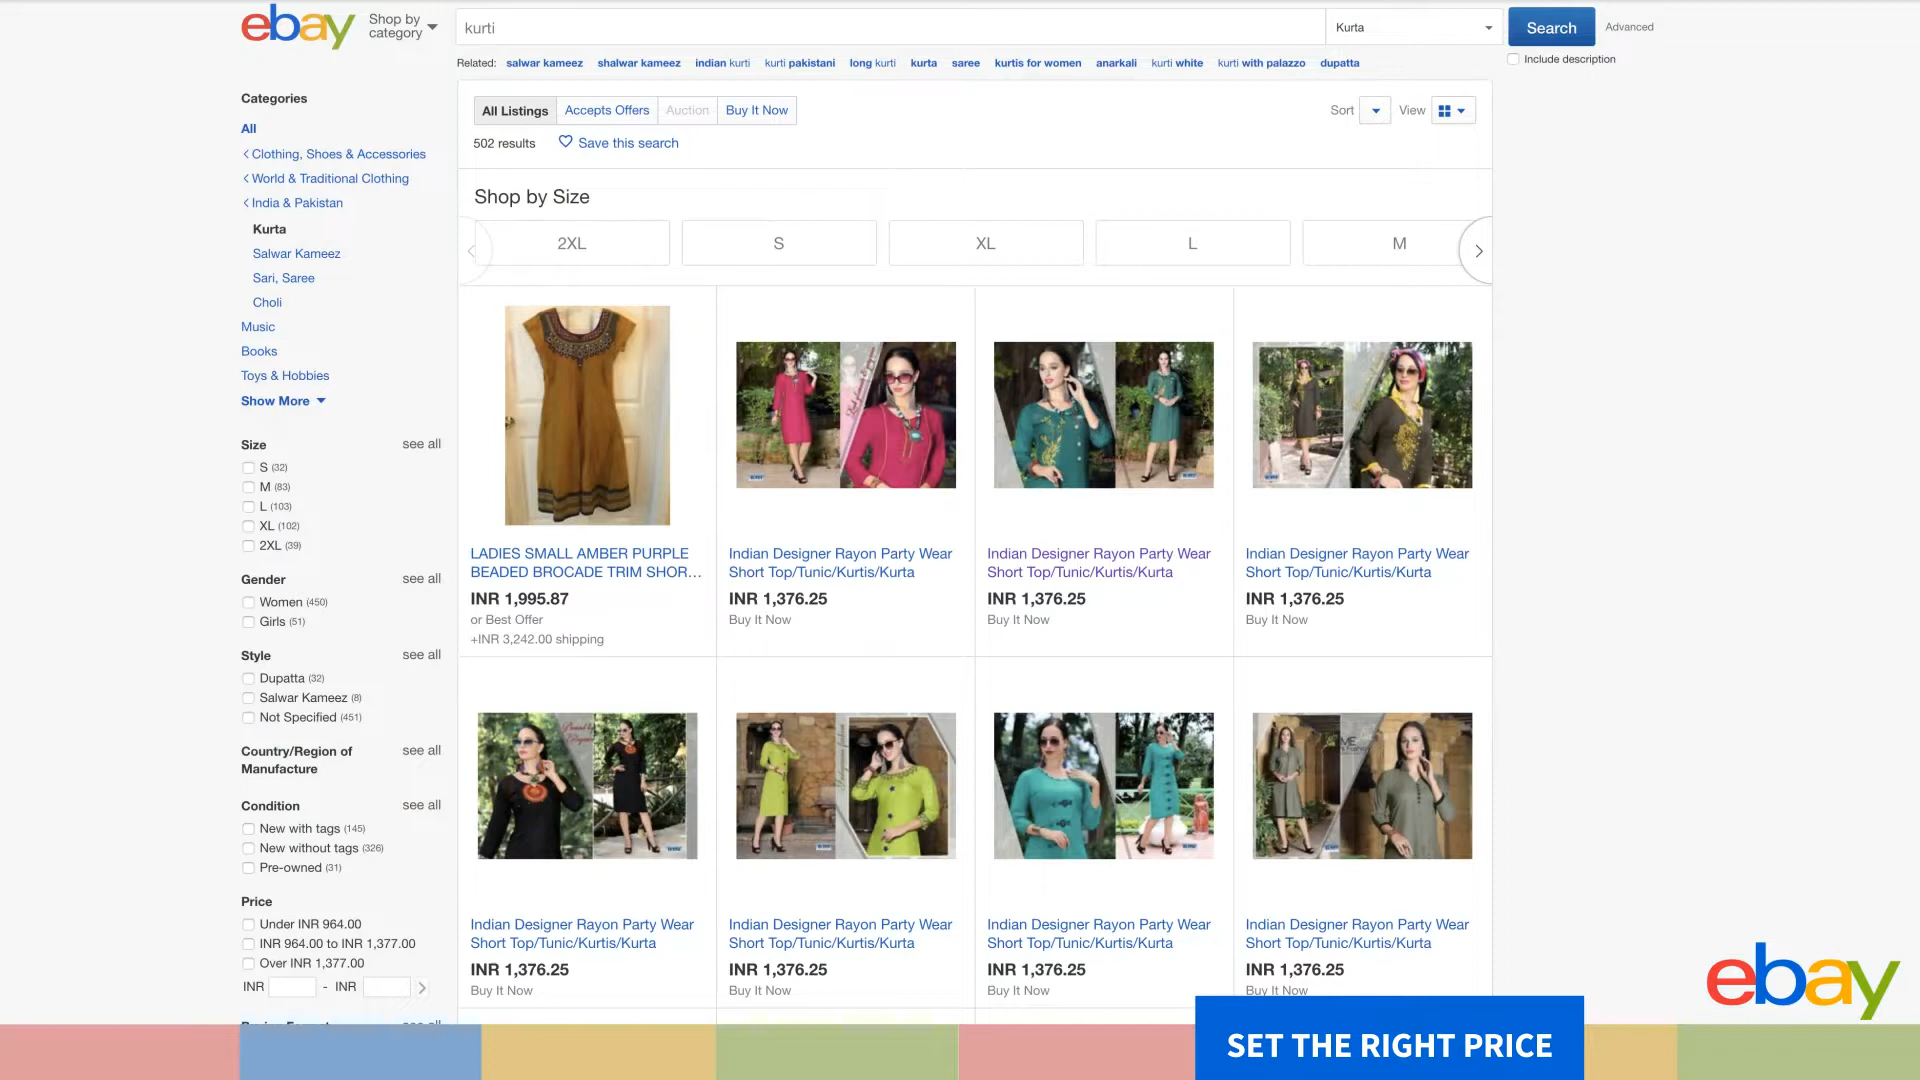 ebay
Shop by
category
kurti
Kurta
Search
Advanced
Include description
Related: salwar kameez shalwar kameez indian kurti kurti pakistani long kurti kurta saree kurtis for women anarkali kurti white kurti with palazzo dupatta
Categories
All
Clothing, Shoes & Accessories
World & Traditional Clothing
India & Pakistan
Kurta
Salwar Kameez
Sari, Saree
Choli
Music
Books
Toys & Hobbies
Show More
Size see all
S (32)
M (83)
L (103)
XL (102)
2XL (39)
Gender see all
Women (450)
Girls (51)
Style see all
Dupatta (32)
Salwar Kameez (8)
Not Specified (451)
Country/Region of see all
Manufacture
Condition see all
New with tags (145)
New without tags (326)
Pre-owned (31)
Price
Under INR 964.00
INR 964.00 to INR 1,377.00
Over INR 1,377.00
INR - INR
All Listings Accepts Offers Auction Buy It Now
Sort View
502 results Save this search
Shop by Size
2XL S XL L M
LADIES SMALL AMBER PURPLE
BEADED BROCADE TRIM SHOR...
INR 1,995.87
or Best Offer
+INR 3,242.00 shipping
Indian Designer Rayon Party Wear
Short Top/Tunic/Kurtis/Kurta
INR 1,376.25
Buy It Now
Indian Designer Rayon Party Wear
Short Top/Tunic/Kurtis/Kurta
INR 1,376.25
Buy It Now
Indian Designer Rayon Party Wear
Short Top/Tunic/Kurtis/Kurta
INR 1,376.25
Buy It Now
Indian Designer Rayon Party Wear
Short Top/Tunic/Kurtis/Kurta
INR 1,376.25
Buy It Now
Indian Designer Rayon Party Wear
Short Top/Tunic/Kurtis/Kurta
INR 1,376.25
Buy It Now
Indian Designer Rayon Party Wear
Short Top/Tunic/Kurtis/Kurta
INR 1,376.25
Buy It Now
Indian Designer Rayon Party Wear
Short Top/Tunic/Kurtis/Kurta
INR 1,376.25
Buy It Now
ebay
SET THE RIGHT PRICE